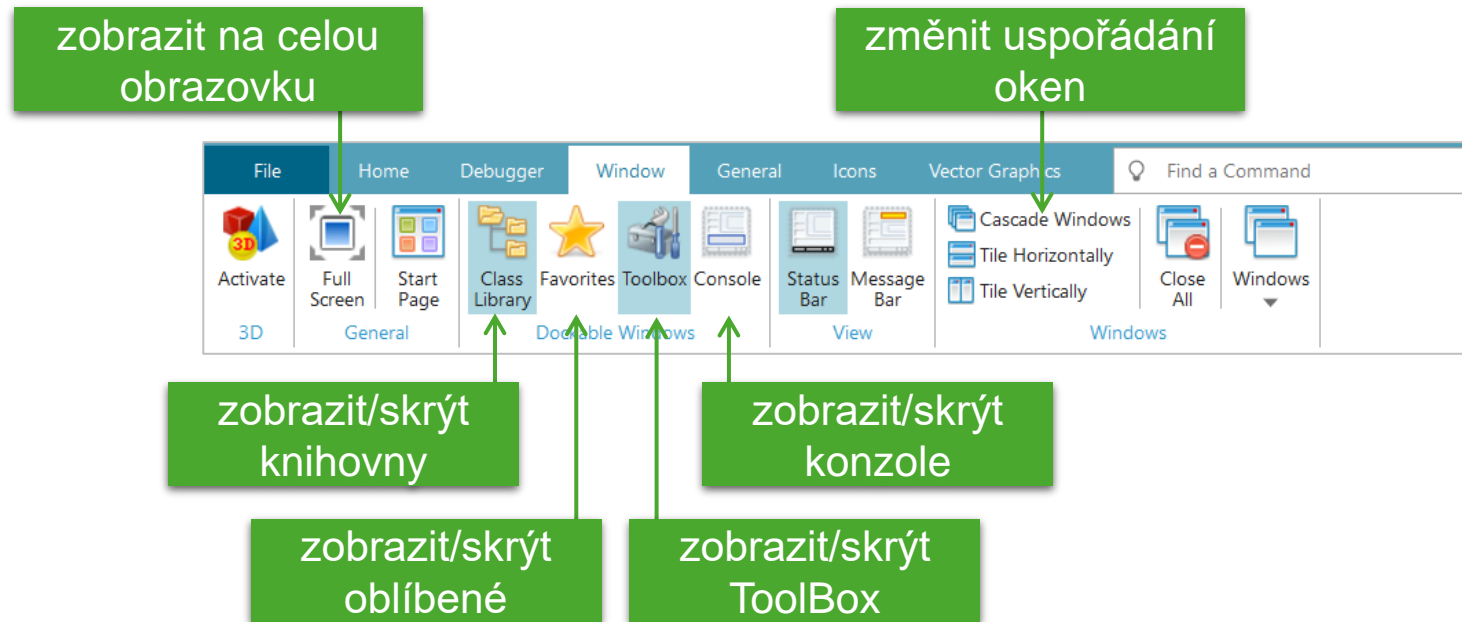 zobrazit na celou
obrazovku
změnit uspořádání
oken
File Home Debugger Window General Icons Vector Graphics Find a Command
Activate
Full
Screen
Start
Page
Class
Library
Favorites
Toolbox
Console
Status
Bar
Message
Bar
Cascade Windows
Tile Horizontally
Tile Vertically
Close
All
Windows
3D General Dockable Windows View Windows
zobrazit/skrýt
knihovny
zobrazit/skrýt
konzole
zobrazit/skrýt
oblíbené
zobrazit/skrýt
ToolBox